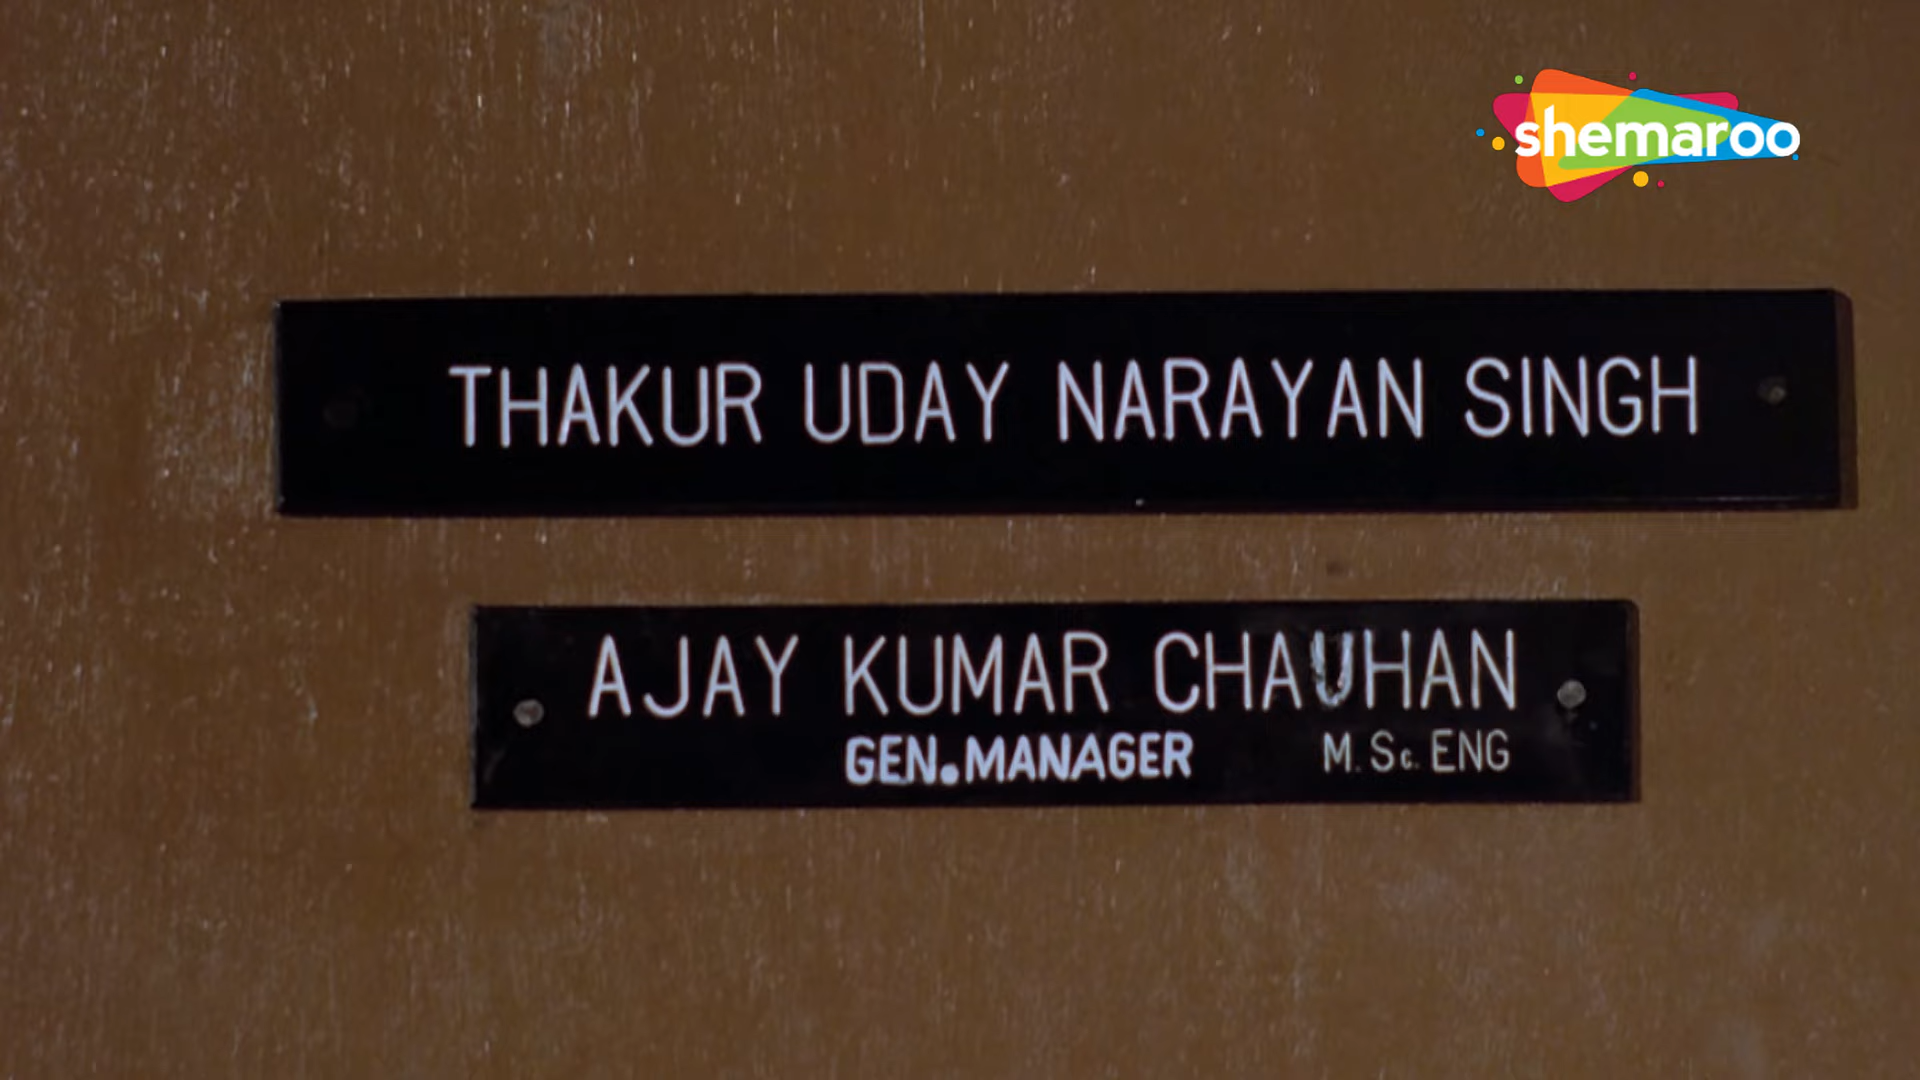 shemaroo
THAKUR UDAY NARAYAN SINGH
AJAY KUMAR CHAUHAN
GEN.MANAGER M.Sc.ENG